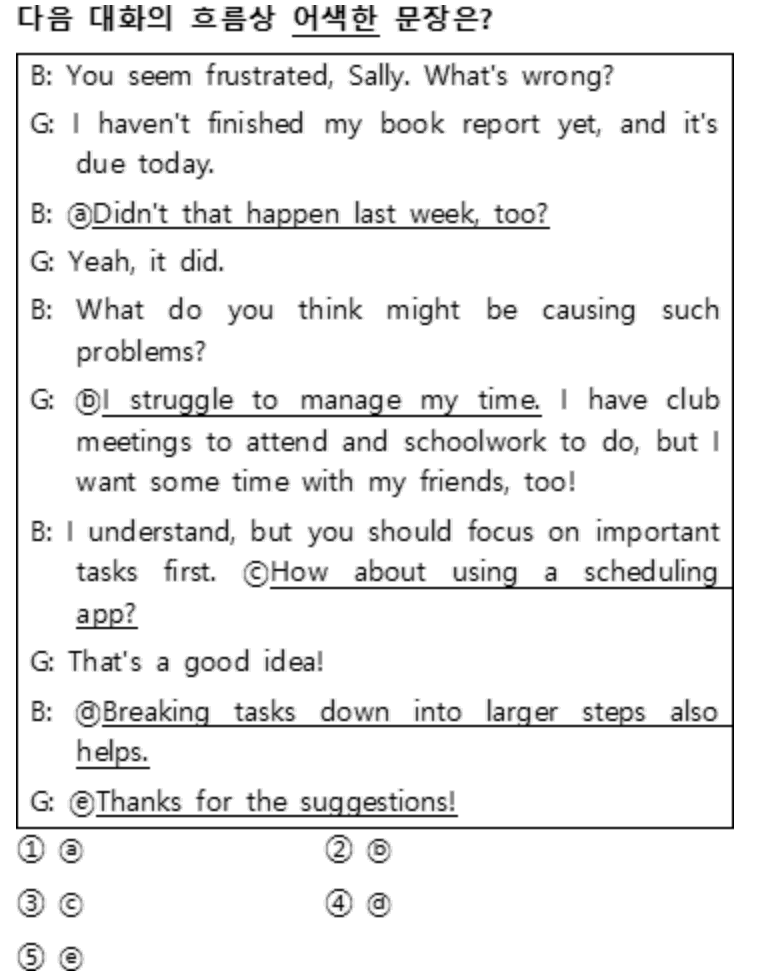 다음 대화의 흐름상 어색한 문장은?
B: You seem frustrated, Sally. What's wrong?
G: I haven't finished my book report yet, and it's
due today.
B: ⓐDidn't that happen last week, too?
G: Yeah, it did.
B: What do you think might be causing such
problems?
G: ⓑI struggle to manage my time. I have club
meetings to attend and schoolwork to do, but I
want some time with my friends, too!
B: I understand, but you should focus on important
tasks first. ⓒHow about using a scheduling
app?
G: That's a good idea!
B: ⓓBreaking tasks down into larger steps also
helps.
G: ⓔThanks for the suggestions!
① ⓐ ② ⓑ
③ ⓒ ④ ⓓ
⑤ ⓔ